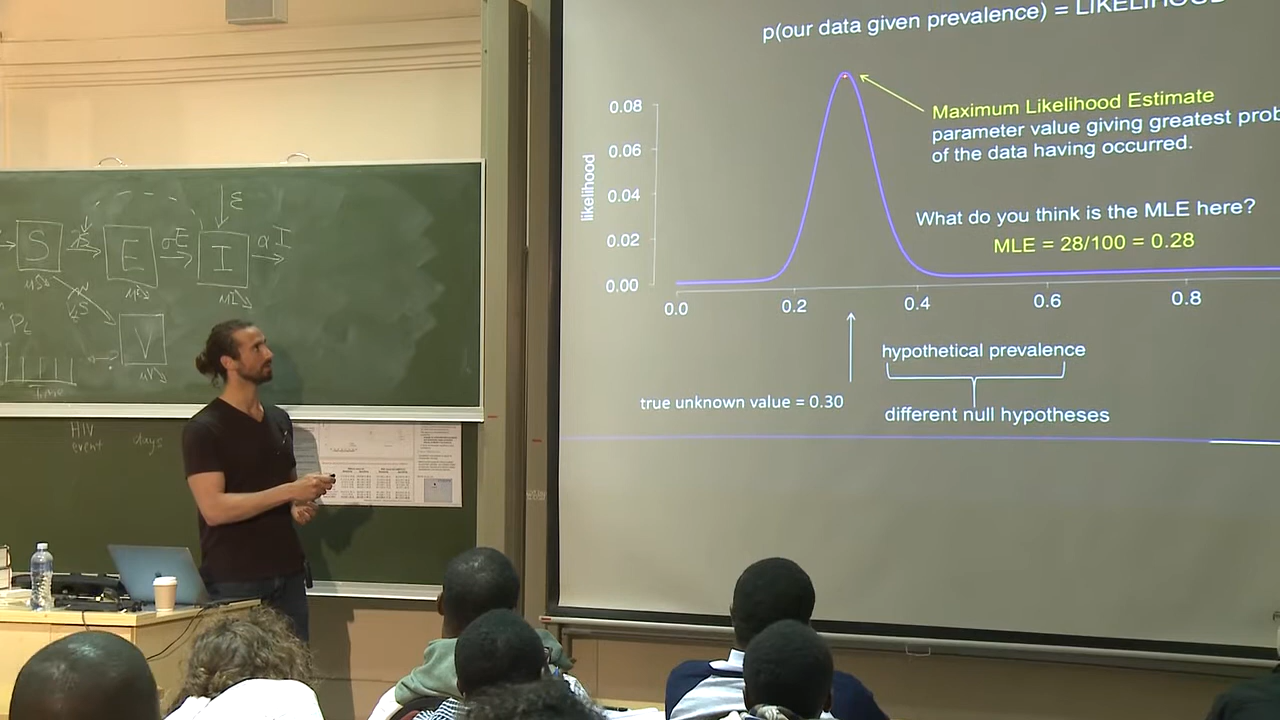 p(our data given prevalence) = LIKELIHOOD
0.08
0.06
0.04
0.02
0.00
likelihood
0.0 0.2 0.4 0.6 0.8
Maximum Likelihood Estimate
parameter value giving greatest prob
of the data having occurred.
What do you think is the MLE here?
MLE = 28/100 = 0.28
hypothetical prevalence
true unknown value = 0.30
different null hypotheses
ε
S E σE I α I
V
Time
HIV
event days